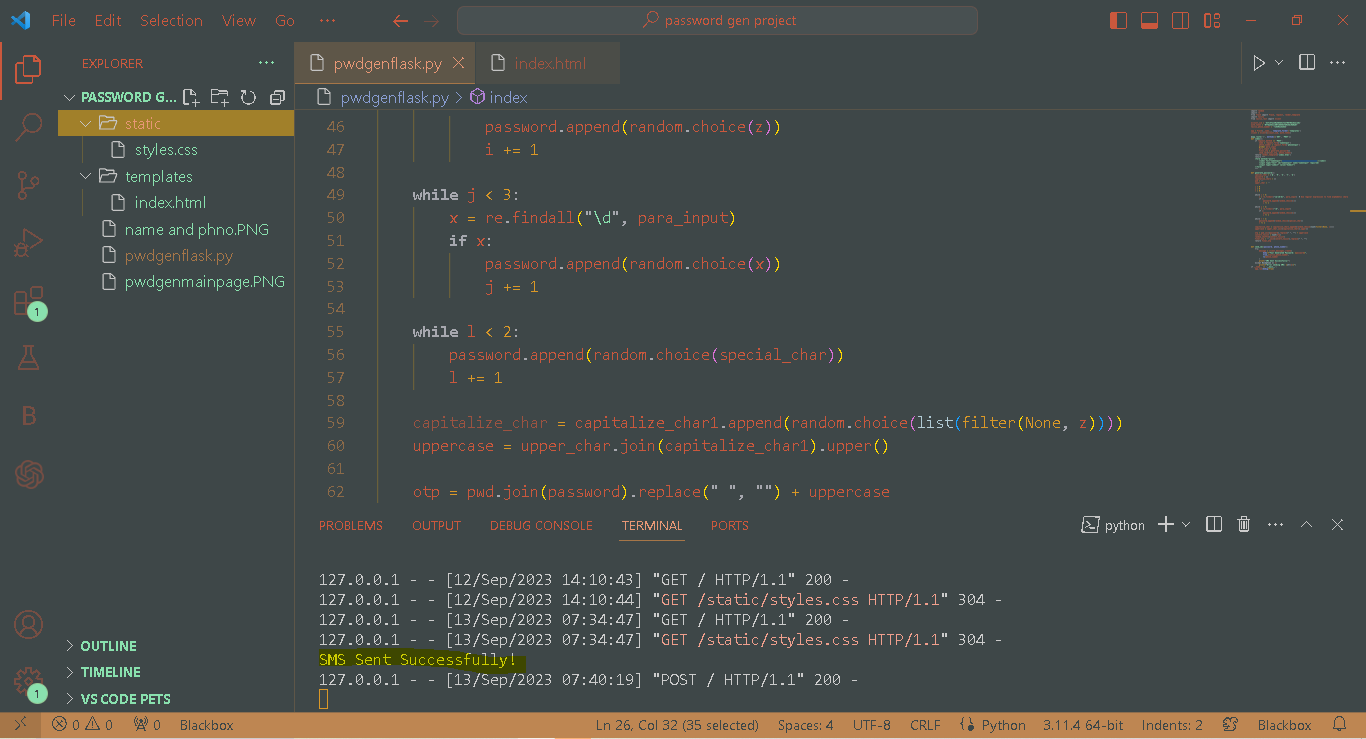 File Edit Selection View Go ··· password gen project
EXPLORER ···
PASSWORD G...
static
styles.css
templates
index.html
name and phno.PNG
pwdgenflask.py
pwdgenmainpage.PNG
1
B
OUTLINE
TIMELINE
VS CODE PETS
1
pwdgenflask.py index.html
pwdgenflask.py > index
46 password.append(random.choice(z))
47 i += 1
48
49 while j < 3:
50 x = re.findall("\d", para_input)
51 if x:
52 password.append(random.choice(x))
53 j += 1
54
55 while l < 2:
56 password.append(random.choice(special_char))
57 l += 1
58
59 capitalize_char = capitalize_char1.append(random.choice(list(filter(None, z))))
60 uppercase = upper_char.join(capitalize_char1).upper()
61
62 otp = pwd.join(password).replace(" ", "") + uppercase
PROBLEMS OUTPUT DEBUG CONSOLE TERMINAL PORTS python
127.0.0.1 - - [12/Sep/2023 14:10:43] "GET / HTTP/1.1" 200 -
127.0.0.1 - - [12/Sep/2023 14:10:44] "GET /static/styles.css HTTP/1.1" 304 -
127.0.0.1 - - [13/Sep/2023 07:34:47] "GET / HTTP/1.1" 200 -
127.0.0.1 - - [13/Sep/2023 07:34:47] "GET /static/styles.css HTTP/1.1" 304 -
SMS Sent Successfully!
127.0.0.1 - - [13/Sep/2023 07:40:19] "POST / HTTP/1.1" 200 -
0 0 0 Blackbox Ln 26, Col 32 (35 selected) Spaces: 4 UTF-8 CRLF Python 3.11.4 64-bit Indents: 2 Blackbox